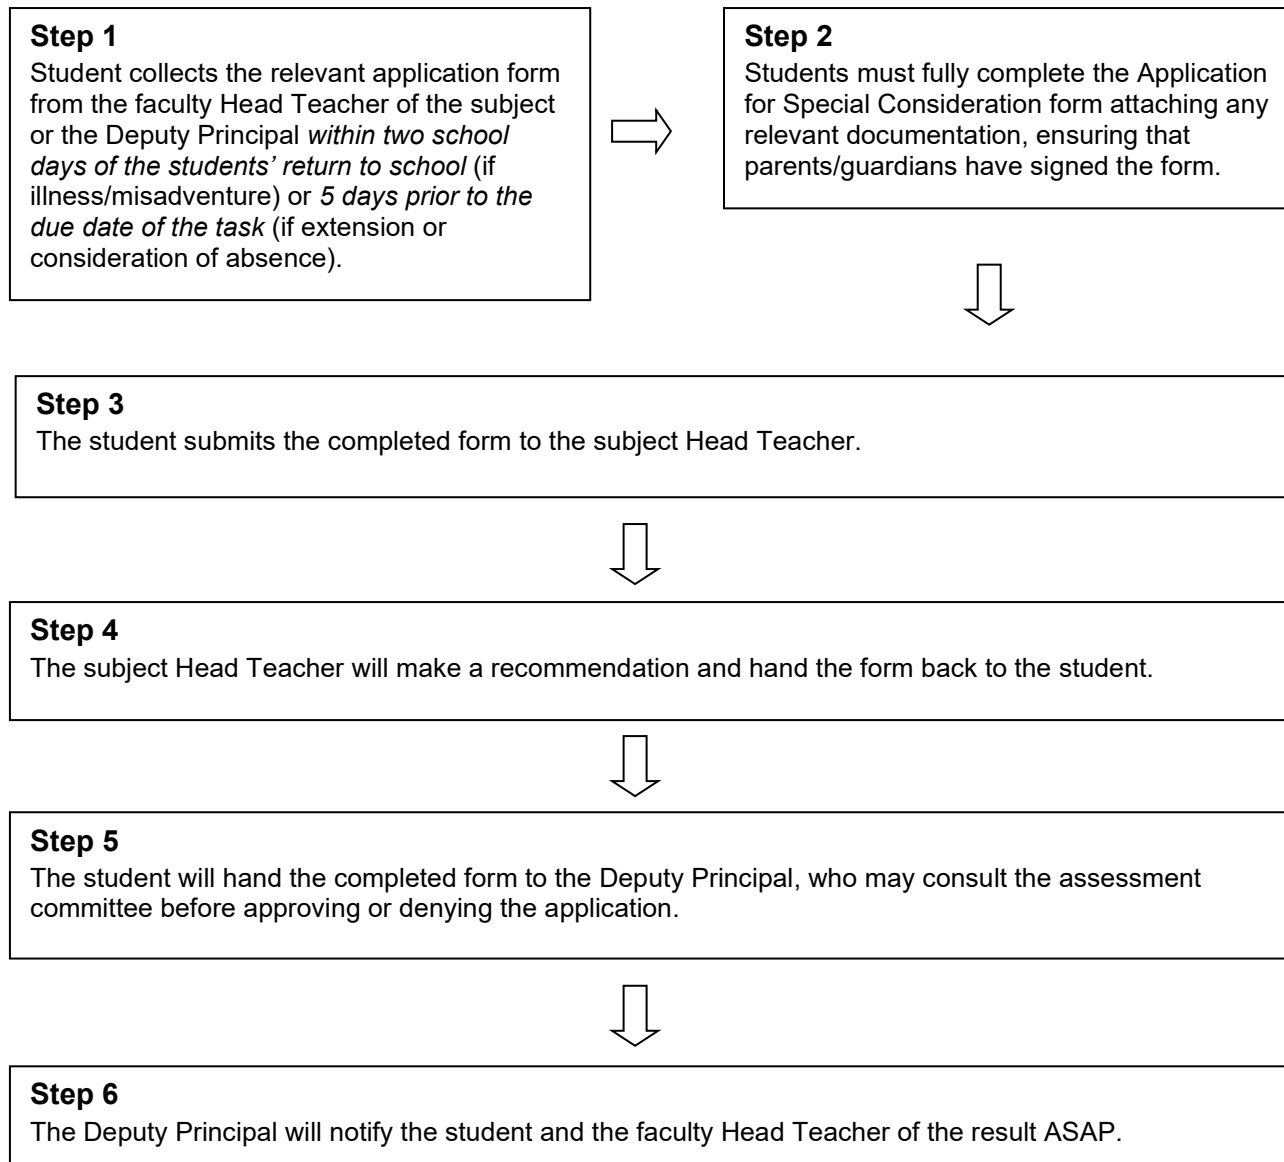 Step 1
Student collects the relevant application form
from the faculty Head Teacher of the subject
or the Deputy Principal within two school
days of the students’ return to school (if
illness/misadventure) or 5 days prior to the
due date of the task (if extension or
consideration of absence).
Step 2
Students must fully complete the Application
for Special Consideration form attaching any
relevant documentation, ensuring that
parents/guardians have signed the form.
Step 3
The student submits the completed form to the subject Head Teacher.
Step 4
The subject Head Teacher will make a recommendation and hand the form back to the student.
Step 5
The student will hand the completed form to the Deputy Principal, who may consult the assessment
committee before approving or denying the application.
Step 6
The Deputy Principal will notify the student and the faculty Head Teacher of the result ASAP.